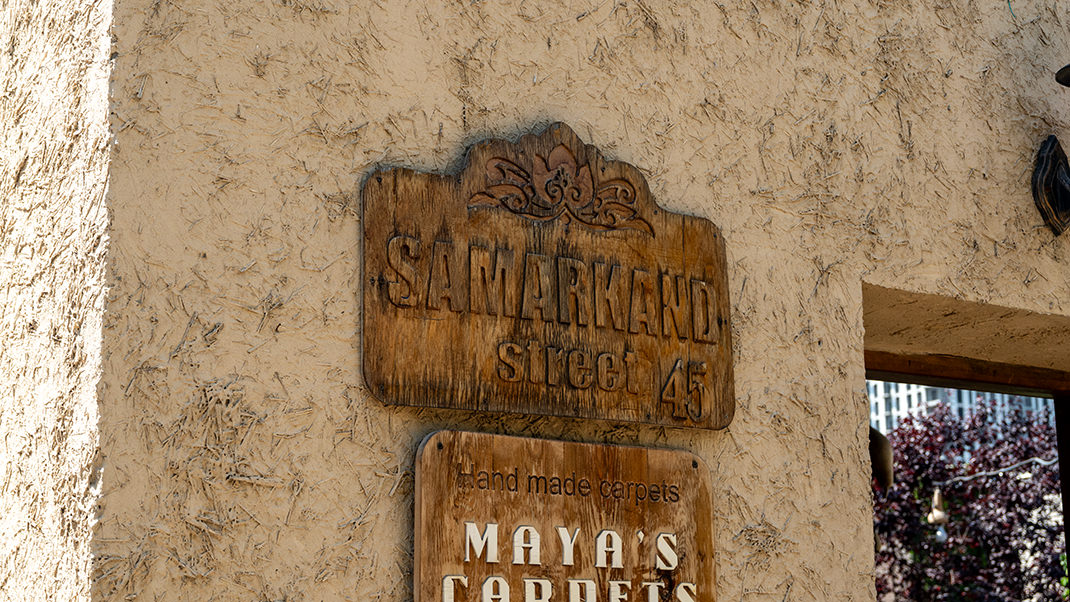 SAMARKAND
street 45
Hand made carpets
MAYA'S
CARPETS